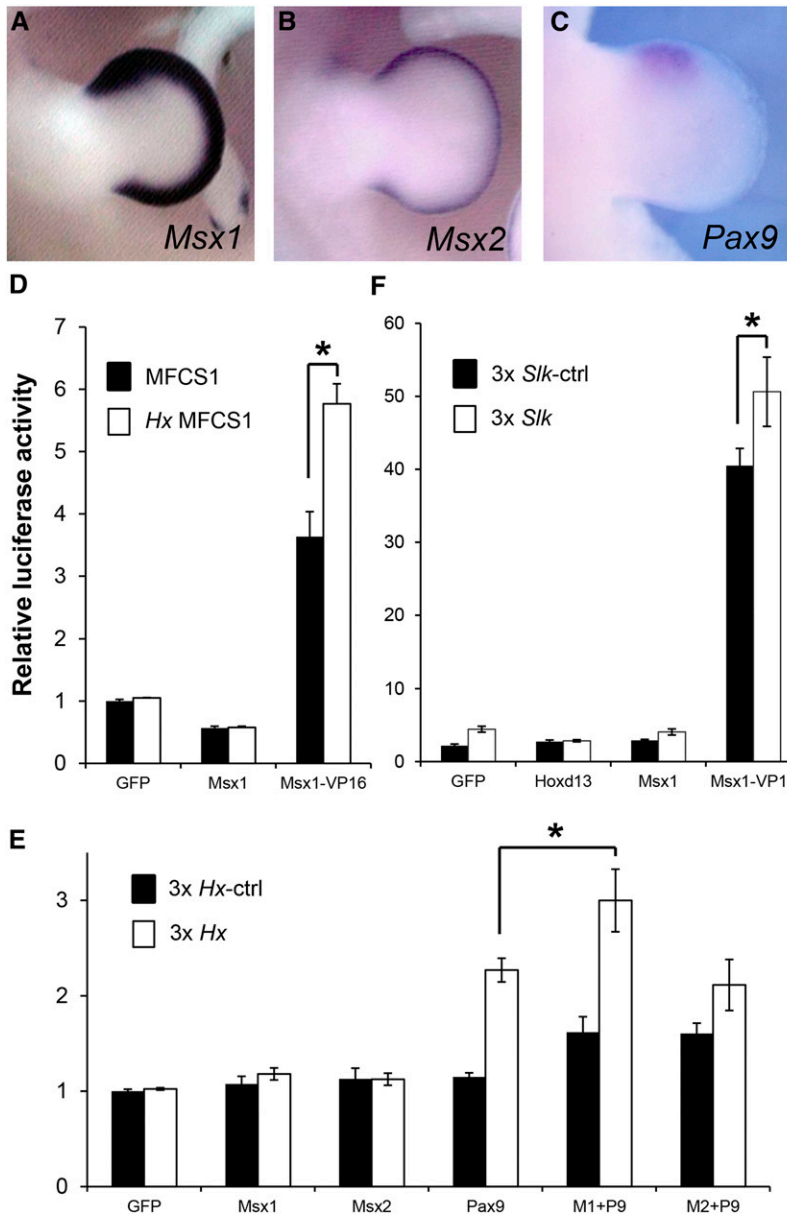 A
Msx1
B
Msx2
C
Pax9
D
Relative luciferase activity
7
6
5
4
3
2
1
0
MFCS1
Hx MFCS1
*
GFP Msx1 Msx1-VP16
F
60
50
40
30
20
10
0
3x Slk-ctrl
3x Slk
*
GFP Hoxd13 Msx1 Msx1-VP1
E
3
2
1
0
3x Hx-ctrl
3x Hx
*
GFP Msx1 Msx2 Pax9 M1+P9 M2+P9